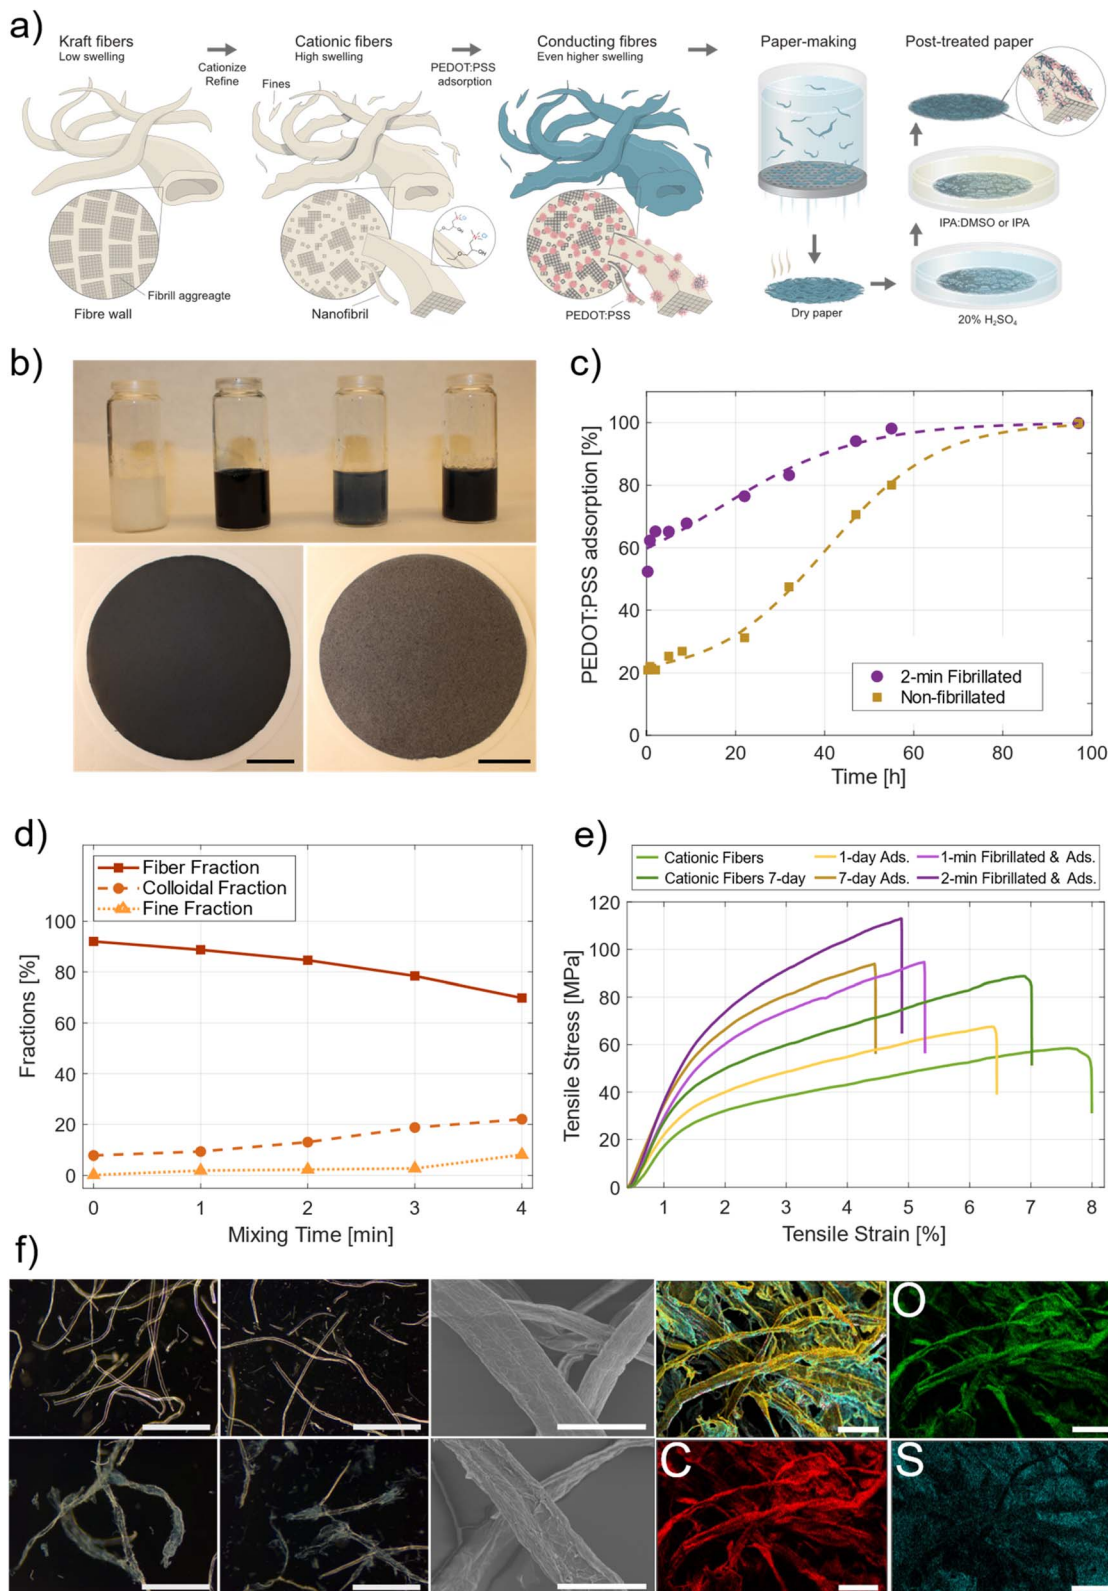 a)
Kraft fibers
Low swelling
Cationize
Refine
Cationic fibers
High swelling
Fines
PEDOT:PSS
adsorption
Conducting fibres
Even higher swelling
Paper-making
Post-treated paper
Fibrill aggreagte
Fibre wall
Nanofibril
PEDOT:PSS
Dry paper
IPA:DMSO or IPA
20% H₂SO₄
b)
c)
PEDOT:PSS adsorption [%]
100
80
60
40
20
0
2-min Fibrillated
Non-fibrillated
0 20 40 60 80 100
Time [h]
d)
Fiber Fraction
Colloidal Fraction
Fine Fraction
Fractions [%]
100
80
60
40
20
0
0 1 2 3 4
Mixing Time [min]
e)
Cationic Fibers 1-day Ads. 1-min Fibrillated & Ads.
Cationic Fibers 7-day 7-day Ads. 2-min Fibrillated & Ads.
Tensile Stress [MPa]
120
100
80
60
40
20
0
1 2 3 4 5 6 7 8
Tensile Strain [%]
f)
O
C
S